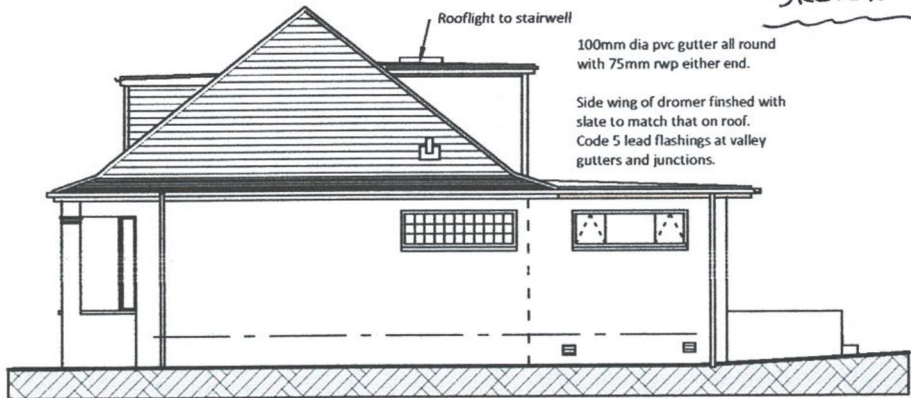 Rooflight to stairwell
100mm dia pvc gutter all round
with 75mm rwp either end.
Side wing of dromer finshed with
slate to match that on roof.
Code 5 lead flashings at valley
gutters and junctions.